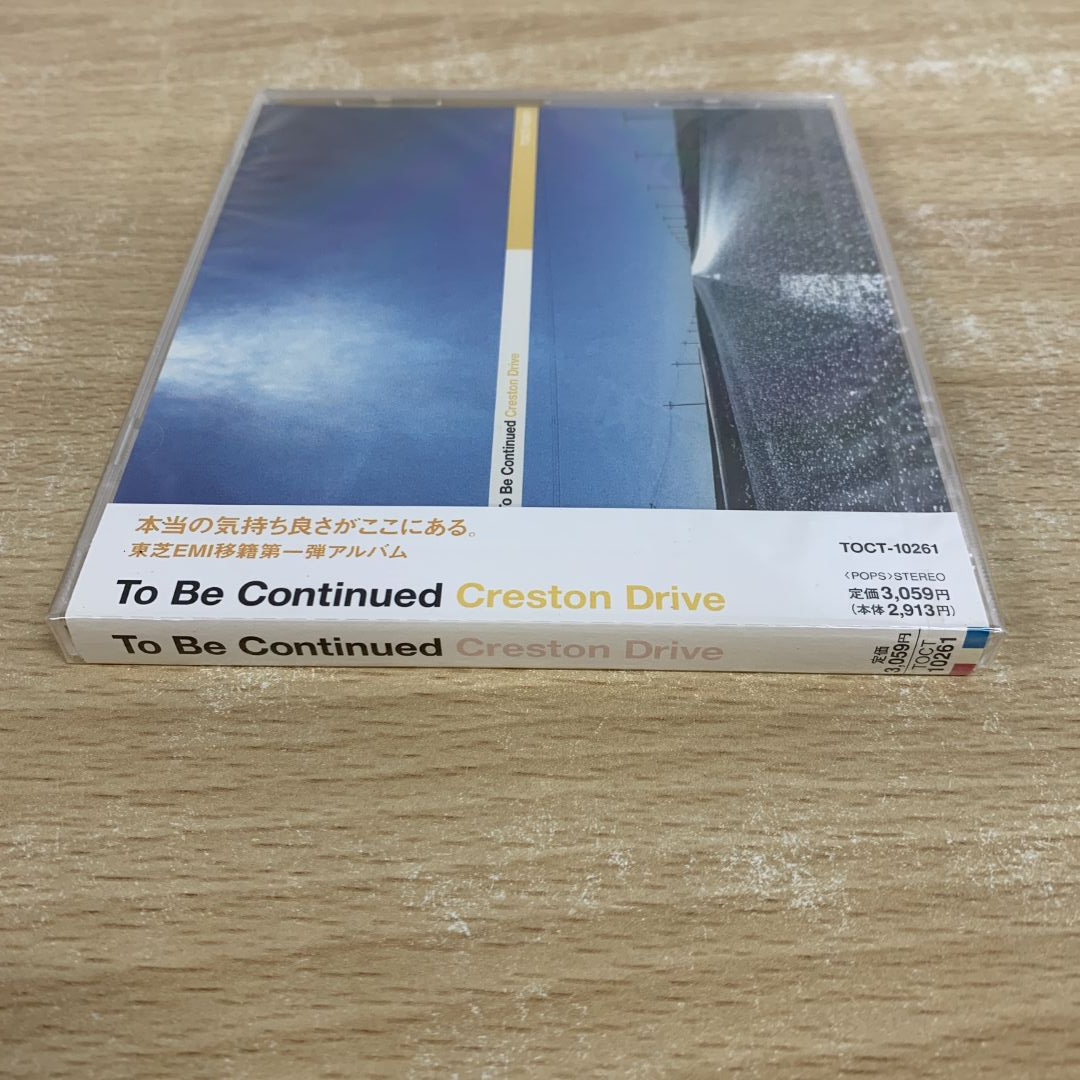 To Be Continued Creston Drive
本当の気持ち良さがここにある。
東芝EMI移籍第一弾アルバム
To Be Continued Creston Drive
TOCT-10261
〈POPS〉STEREO
定価3,059円
(本体2,913円)
To Be Continued Creston Drive
定価
3,059円
TOCT
10261